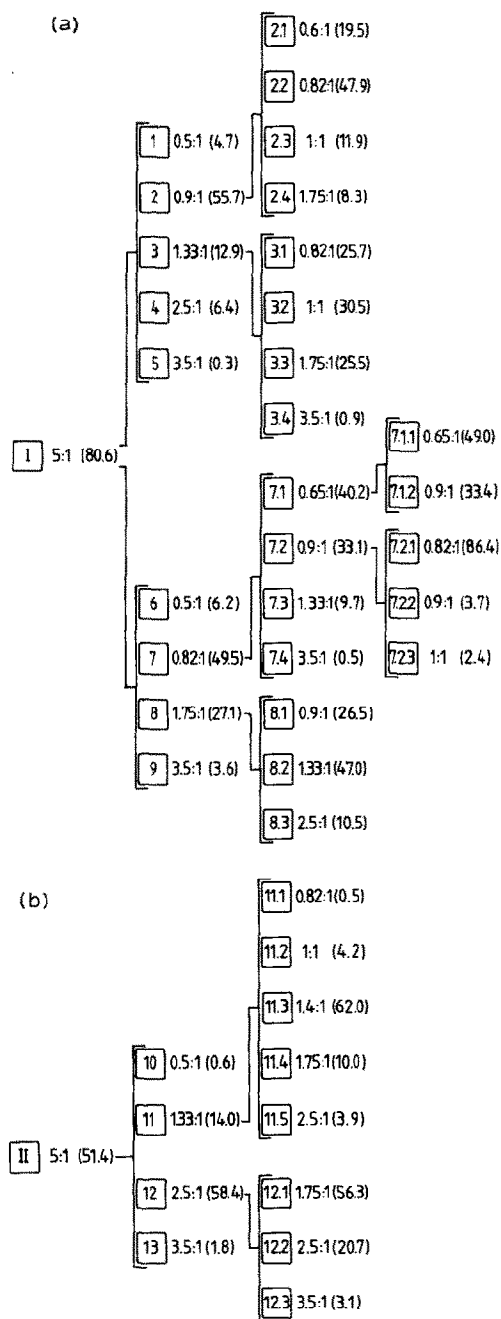 (a)
I 5:1 (80.6)
1 0.5:1 (4.7)
2 0.9:1 (55.7)
3 1.33:1 (12.9)
4 2.5:1 (6.4)
5 3.5:1 (0.3)
2.1 0.6:1 (19.5)
2.2 0.82:1 (47.9)
2.3 1:1 (11.9)
2.4 1.75:1 (8.3)
3.1 0.82:1 (25.7)
3.2 1:1 (30.5)
3.3 1.75:1 (25.5)
3.4 3.5:1 (0.9)
6 0.5:1 (6.2)
7 0.82:1 (49.5)
8 1.75:1 (27.1)
9 3.5:1 (3.6)
7.1 0.65:1 (40.2)
7.2 0.9:1 (33.1)
7.3 1.33:1 (9.7)
7.4 3.5:1 (0.5)
7.1.1 0.65:1 (49.0)
7.1.2 0.9:1 (33.4)
7.2.1 0.82:1 (86.4)
7.2.2 0.9:1 (3.7)
7.2.3 1:1 (2.4)
8.1 0.9:1 (26.5)
8.2 1.33:1 (47.0)
8.3 2.5:1 (10.5)
(b)
II 5:1 (51.4)
10 0.5:1 (0.6)
11 1.33:1 (14.0)
12 2.5:1 (58.4)
13 3.5:1 (1.8)
11.1 0.82:1 (0.5)
11.2 1:1 (4.2)
11.3 1.4:1 (62.0)
11.4 1.75:1 (10.0)
11.5 2.5:1 (3.9)
12.1 1.75:1 (56.3)
12.2 2.5:1 (20.7)
12.3 3.5:1 (3.1)